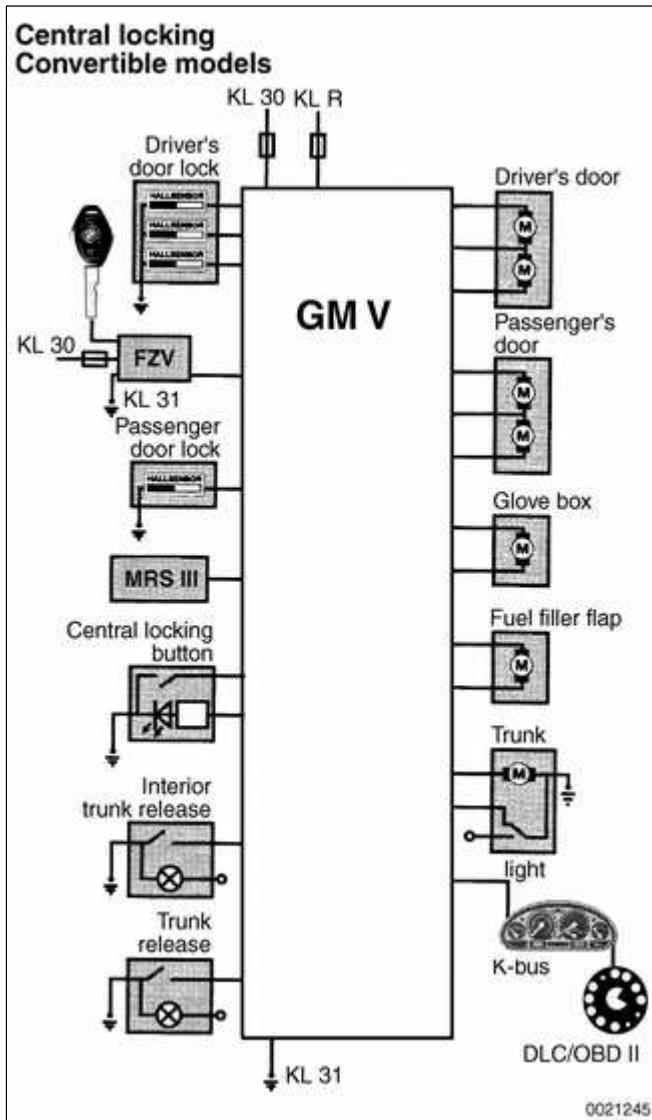 Central locking
Convertible models
KL 30 KL R
Driver's
door lock
HALLSENSOR
HALLSENSOR
HALLSENSOR
KL 30
FZV
KL 31
Passenger
door lock
HALLSENSOR
MRS III
Central locking
button
Interior
trunk release
Trunk
release
GM V
KL 31
Driver's door
M
M
Passenger's
door
M
M
Glove box
M
Fuel filler flap
M
Trunk
M
light
K-bus
DLC/OBD II
0021245